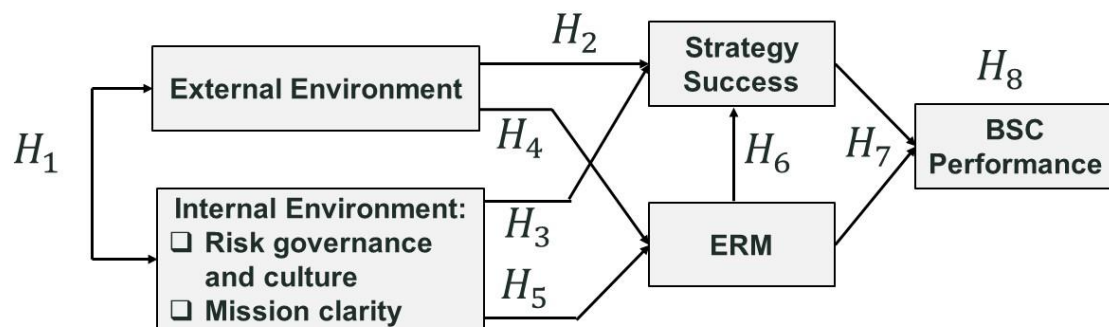 H₂
Strategy
Success
H₈
External Environment
H₁
H₄
H₆
H₇
BSC
Performance
Internal Environment:
❑ Risk governance
and culture
❑ Mission clarity
H₃
H₅
ERM